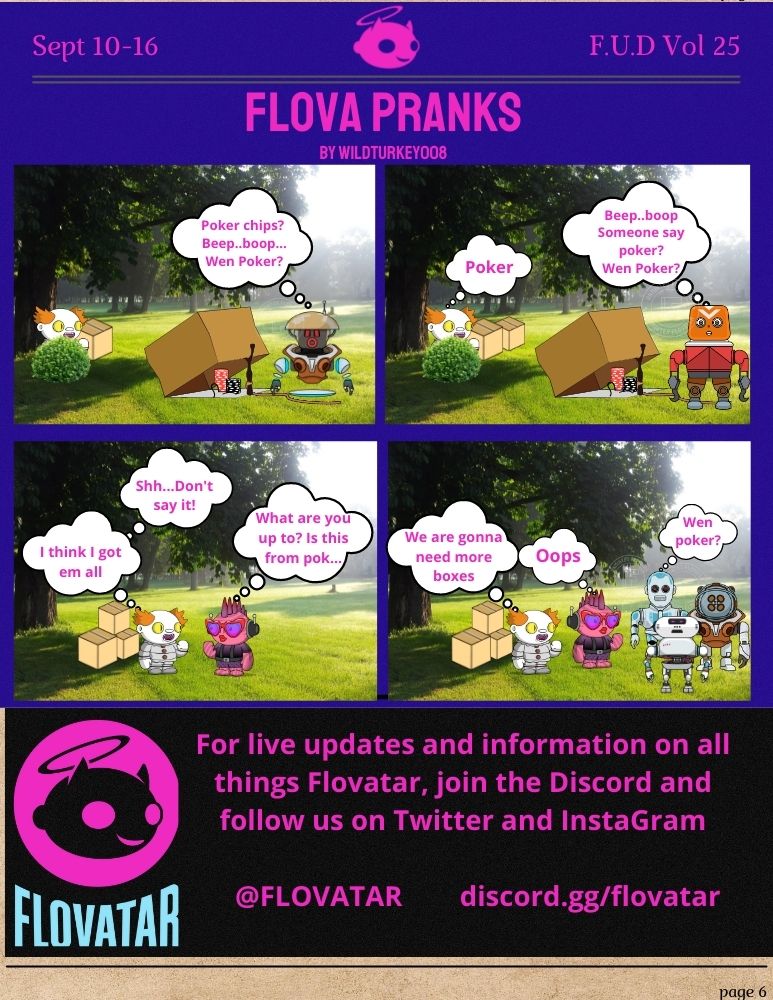 Sept 10-16
F.U.D Vol 25
FLOVA PRANKS
BY WILDTURKEY008
Poker chips?
Beep..boop...
Wen Poker?
Poker
Beep..boop
Someone say
poker?
Wen Poker?
Shh...Don't
say it!
I think I got
em all
What are you
up to? Is this
from pok...
We are gonna
need more
boxes
Oops
Wen
poker?
For live updates and information on all
things Flovatar, join the Discord and
follow us on Twitter and InstaGram
@FLOVATAR
discord.gg/flovatar
FLOVATAR
page 6